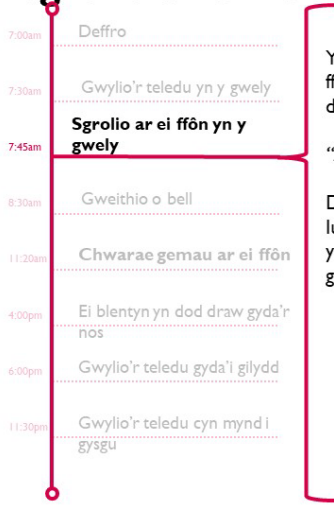 7:00am Deffro
7:30am Gwylio'r teledu yn y gwely
Sgrolio ar ei ffôn yn y
7:45am gwely
8:30am Gweithio o bell
11:20am Chwarae gemau ar ei ffôn
4:00pm Ei blentyn yn dod draw gyda'r
nos
6:00pm Gwylio'r teledu gyda'i gilydd
11:30pm Gwylio'r teledu cyn mynd i
gysgu